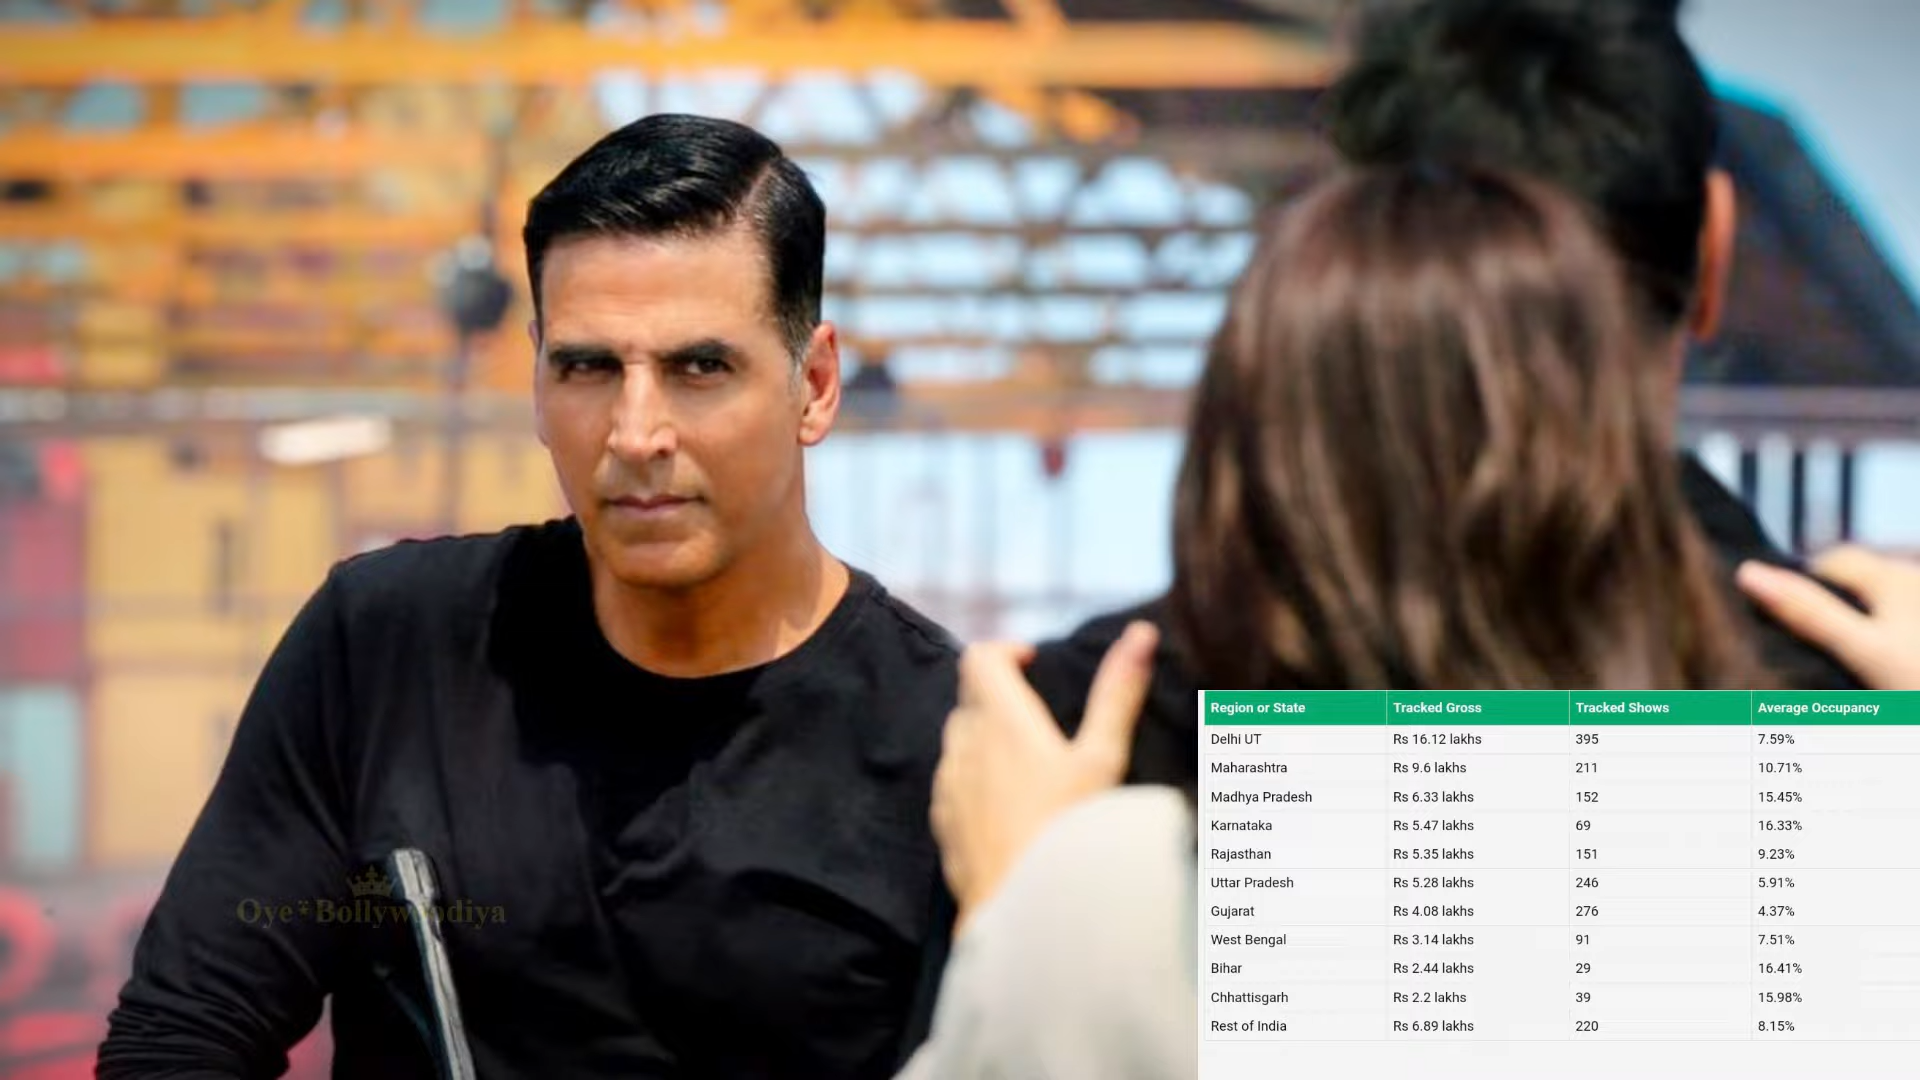 Oye*Bollywoodiya
Region or State Tracked Gross Tracked Shows Average Occupancy
Delhi UT Rs 16.12 lakhs 395 7.59%
Maharashtra Rs 9.6 lakhs 211 10.71%
Madhya Pradesh Rs 6.33 lakhs 152 15.45%
Karnataka Rs 5.47 lakhs 69 16.33%
Rajasthan Rs 5.35 lakhs 151 9.23%
Uttar Pradesh Rs 5.28 lakhs 246 5.91%
Gujarat Rs 4.08 lakhs 276 4.37%
West Bengal Rs 3.14 lakhs 91 7.51%
Bihar Rs 2.44 lakhs 29 16.41%
Chhattisgarh Rs 2.2 lakhs 39 15.98%
Rest of India Rs 6.89 lakhs 220 8.15%